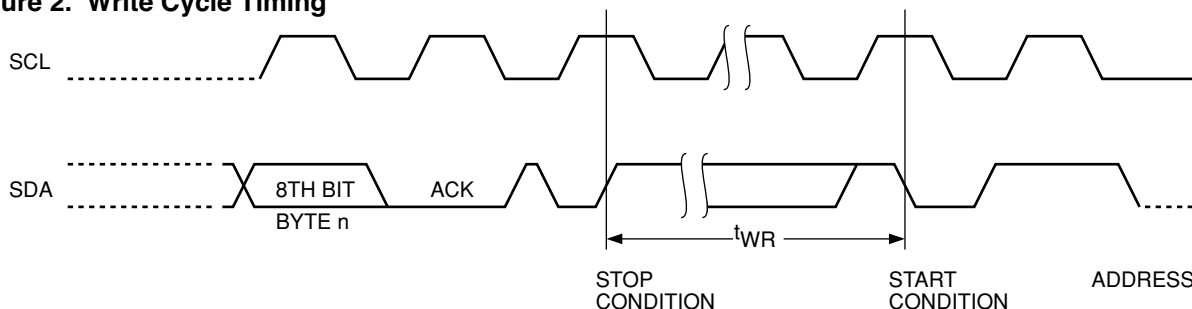 ure 2. Write Cycle Timing
SCL
SDA
8TH BIT
ACK
BYTE n
tWR
STOP
CONDITION
START
CONDITION
ADDRESS